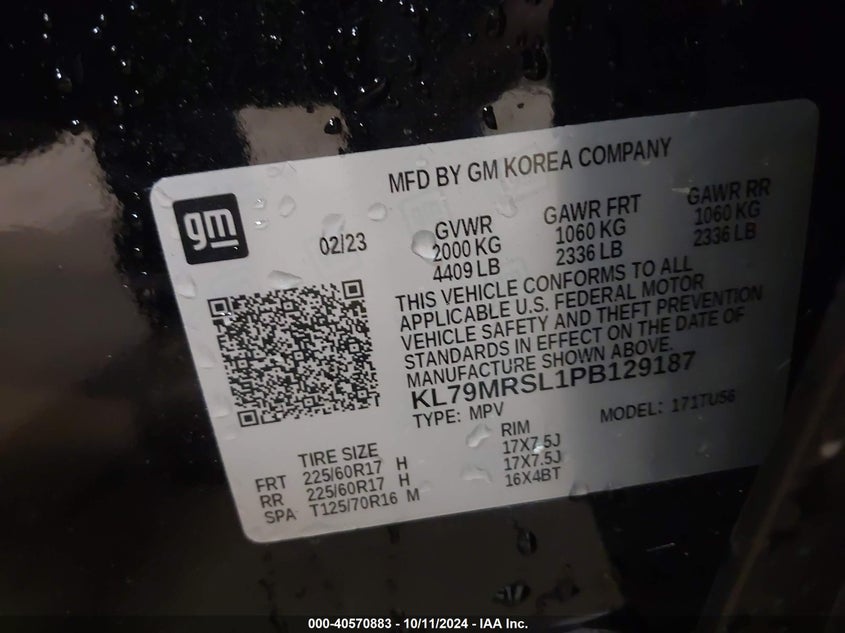 MFD BY GM KOREA COMPANY
gm
02/23
GVWR GAWR FRT GAWR RR
2000 KG 1060 KG 1060 KG
4409 LB 2336 LB 2336 LB
THIS VEHICLE CONFORMS TO ALL
APPLICABLE U.S. FEDERAL MOTOR
VEHICLE SAFETY AND THEFT PREVENTION
STANDARDS IN EFFECT ON THE DATE OF
MANUFACTURE SHOWN ABOVE.
KL79MRSL1PB129187
TYPE: MPV MODEL: 171TU56
TIRE SIZE RIM
FRT 225/60R17 H 17X7.5J
RR 225/60R17 H 17X7.5J
SPA T125/70R16 M 16X4BT
000-40570883 - 10/11/2024 - IAA Inc.